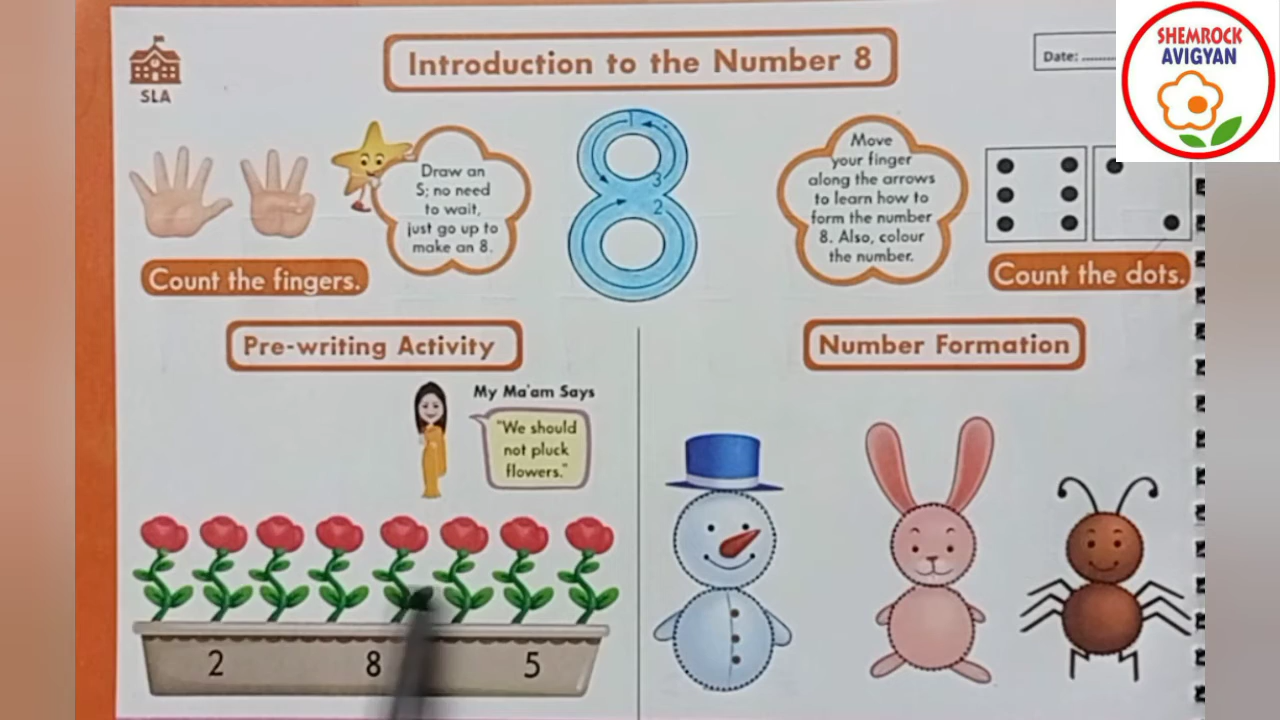 SHEMROCK
AVIGYAN
SLA
Introduction to the Number 8
Date: ..........
Draw an
S; no need
to wait,
just go up to
make an 8.
1
3
2
Move
your finger
along the arrows
to learn how to
form the number
8. Also, colour
the number.
Count the fingers.
Count the dots.
Pre-writing Activity
My Ma'am Says
"We should
not pluck
flowers."
2 8 5
Number Formation